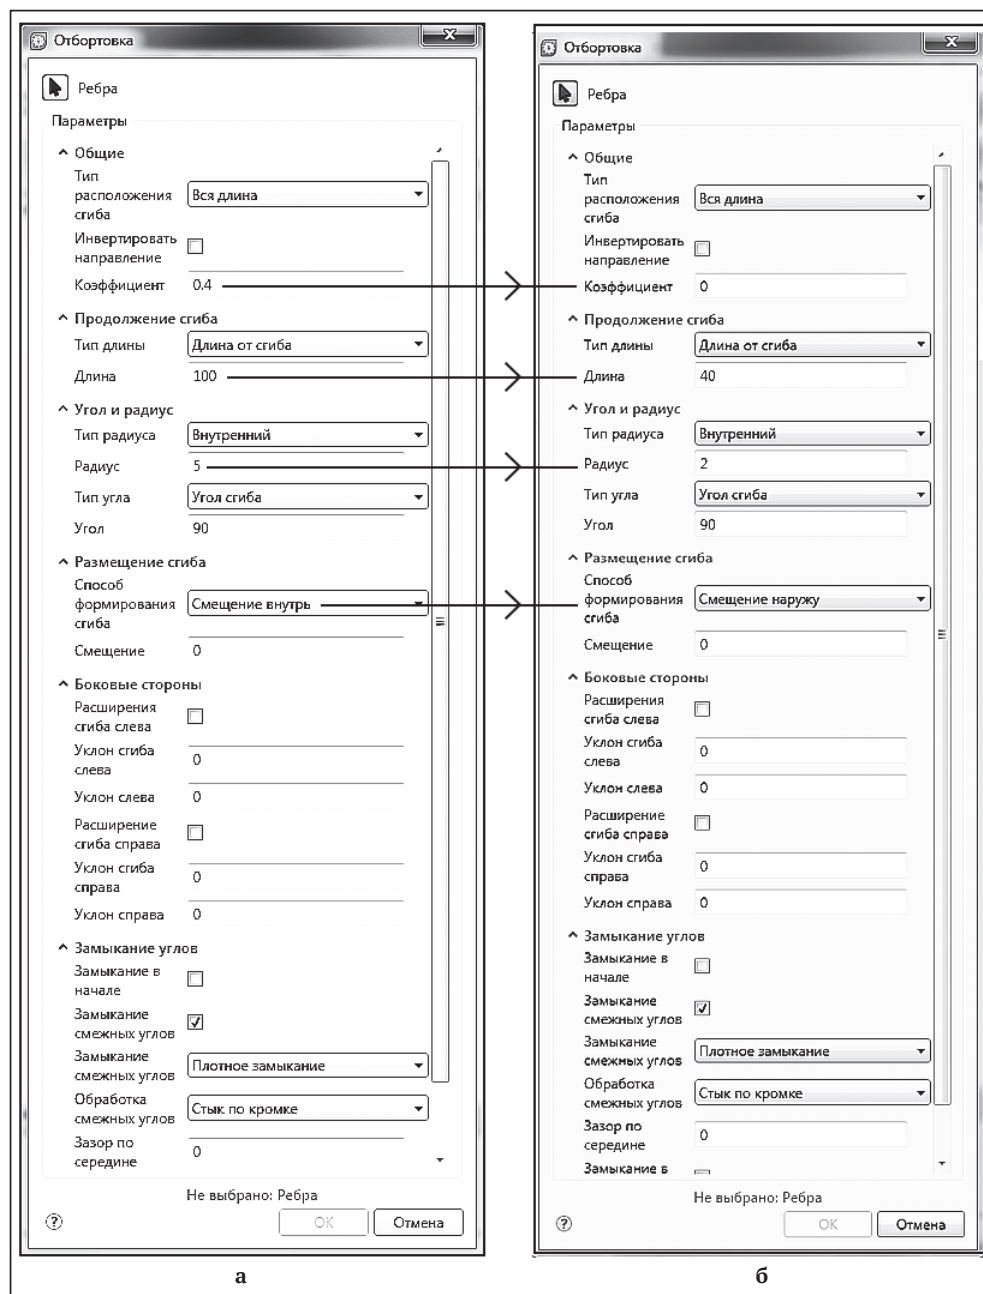 Отбортовка
Ребра
Параметры
Общие
Тип
расположения
сгиба
Вся длина
Инвертировать
направление
Коэффициент 0.4
Продолжение сгиба
Тип длины Длина от сгиба
Длина 100
Угол и радиус
Тип радиуса Внутренний
Радиус 5
Тип угла Угол сгиба
Угол 90
Размещение сгиба
Способ
формирования
сгиба
Смещение внутрь
Смещение 0
Боковые стороны
Расширения
сгиба слева
Уклон сгиба
слева
0
Уклон слева 0
Расширение
сгиба справа
Уклон сгиба
справа
0
Уклон справа 0
Замыкание углов
Замыкание в
начале
Замыкание
смежных углов
Замыкание
смежных углов
Плотное замыкание
Обработка
смежных углов
Стык по кромке
Зазор по
середине
0
Не выбрано: Ребра
? OK Отмена
а
Отбортовка
Ребра
Параметры
Общие
Тип
расположения
сгиба
Вся длина
Инвертировать
направление
Коэффициент 0
Продолжение сгиба
Тип длины Длина от сгиба
Длина 40
Угол и радиус
Тип радиуса Внутренний
Радиус 2
Тип угла Угол сгиба
Угол 90
Размещение сгиба
Способ
формирования
сгиба
Смещение наружу
Смещение 0
Боковые стороны
Расширения
сгиба слева
Уклон сгиба
слева
0
Уклон слева 0
Расширение
сгиба справа
Уклон сгиба
справа
0
Уклон справа 0
Замыкание углов
Замыкание в
начале
Замыкание
смежных углов
Замыкание
смежных углов
Плотное замыкание
Обработка
смежных углов
Стык по кромке
Зазор по
середине
0
Замыкание в
Не выбрано: Ребра
? OK Отмена
б